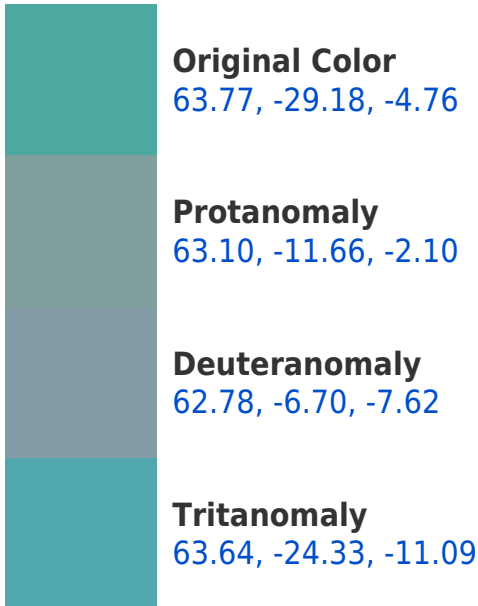 Original Color
63.77, -29.18, -4.76
Protanomaly
63.10, -11.66, -2.10
Deuteranomaly
62.78, -6.70, -7.62
Tritanomaly
63.64, -24.33, -11.09